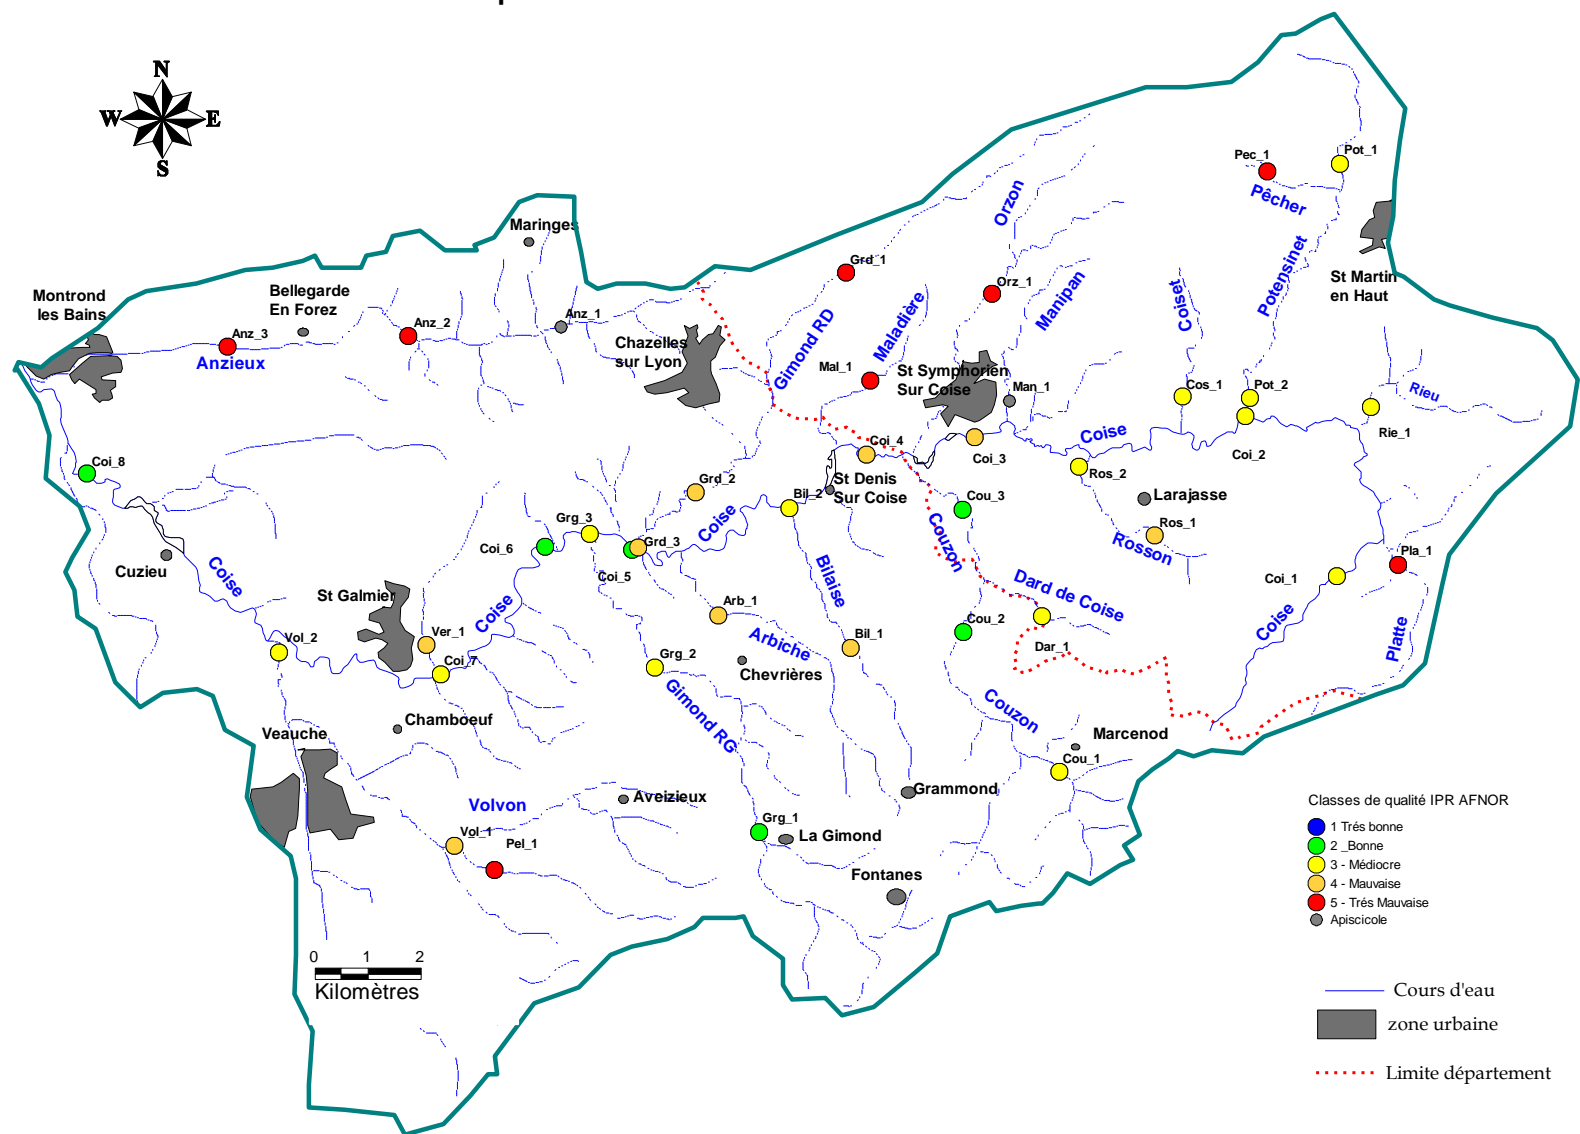 N
W
E
S
Maringes
Montrond
les Bains
Bellegarde
En Forez
Anz_3
Anz_2
Anz_1
Anzieux
Chazelles
sur Lyon
Grd_1
Gimond RD
Maladière
Mal_1
Orzon
Orz_1
Manipan
St Symphorien
Sur Coise
Man_1
Pec_1
Pêcher
Pot_1
Potensinet
St Martin
en Haut
Coiset
Cos_1
Pot_2
Rieu
Rie_1
Coi_2
Coise
Coi_3
Coi_4
Ros_2
Larajasse
Ros_1
Rosson
Coi_8
Cuzieu
Coise
Grd_2
Coise
Bil_2
St Denis
Sur Coise
Cou_3
Couzon
Grg_3
Coi_6
Grd_3
Coi_5
Pla_1
Coi_1
Coise
Platte
St Galmier
Coise
Ver_1
Coi_7
Vol_2
Arb_1
Arbiche
Chevrières
Bilaise
Bil_1
Dard de Coise
Cou_2
Dar_1
Grg_2
Gimond RG
Couzon
Marcenod
Cou_1
Chamboeuf
Veauche
Volvon
Aveizieux
Grammond
Vol_1
Pel_1
Grg_1
La Gimond
Fontanes
Classes de qualité IPR AFNOR
1 Trés bonne
2 _Bonne
3 - Médiocre
4 - Mauvaise
5 - Trés Mauvaise
Apiscicole
0 1 2
Kilomètres
Cours d'eau
zone urbaine
Limite département